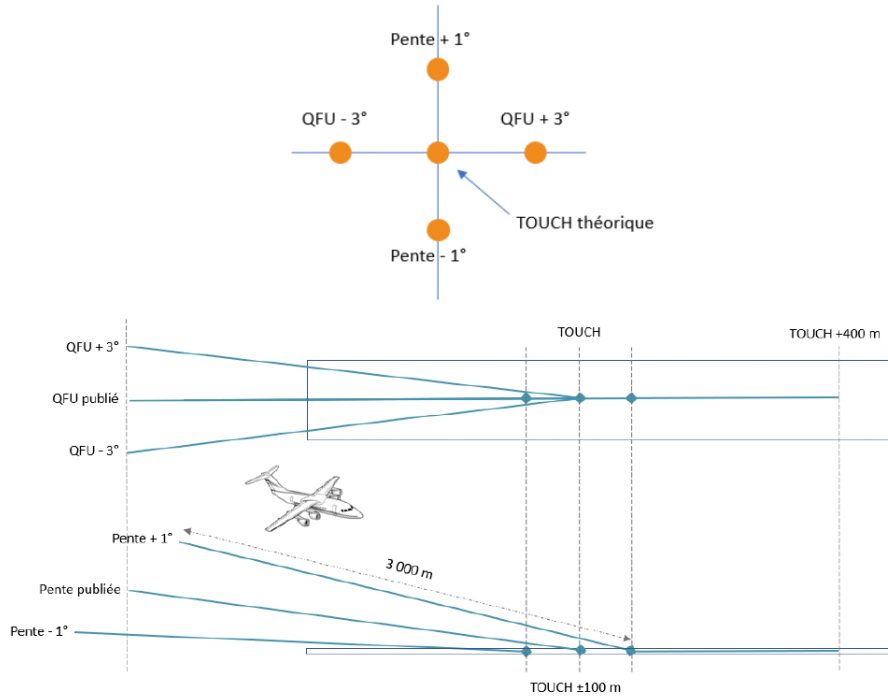 Pente + 1°
QFU - 3°
QFU + 3°
TOUCH théorique
Pente - 1°
TOUCH
TOUCH +400 m
QFU + 3°
QFU publié
QFU - 3°
Pente + 1°
3 000 m
Pente publiée
Pente - 1°
TOUCH ±100 m